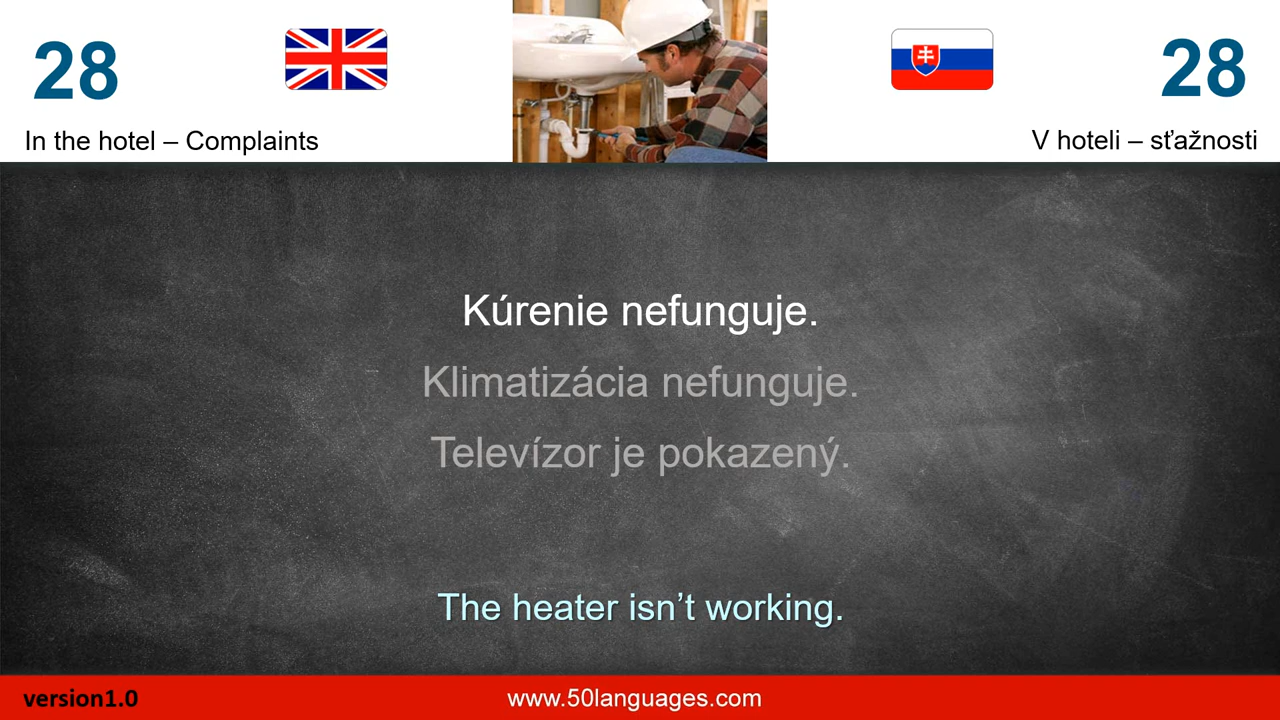 28
28
In the hotel – Complaints
V hoteli – sťažnosti
Kúrenie nefunguje.
Klimatizácia nefunguje.
Televízor je pokazený.
The heater isn’t working.
version1.0
www.50languages.com